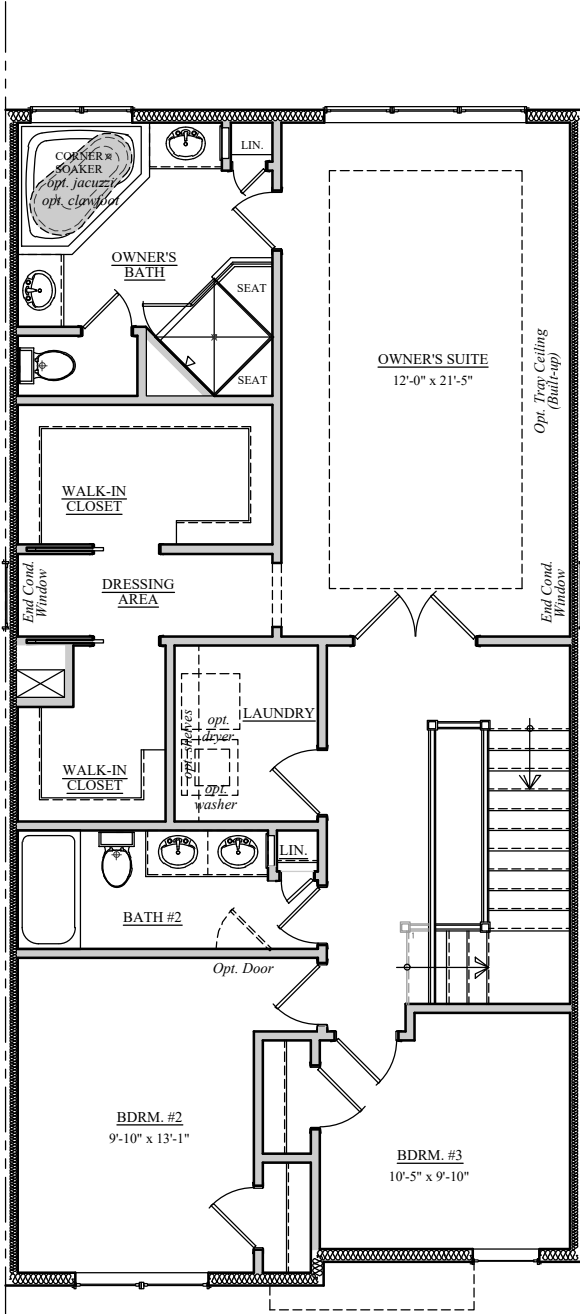 CORNER
SOAKER
opt. jacuzzi
opt. clawfoot
LIN.
OWNER'S
BATH
SEAT
SEAT
OWNER'S SUITE
12'-0" x 21'-5"
Opt. Tray Ceiling
(Built-up)
WALK-IN
CLOSET
DRESSING
AREA
End Cond.
Window
End Cond.
Window
LAUNDRY
opt. shelves
opt.
dryer
opt.
washer
WALK-IN
CLOSET
LIN.
BATH #2
Opt. Door
BDRM. #2
9'-10" x 13'-1"
BDRM. #3
10'-5" x 9'-10"